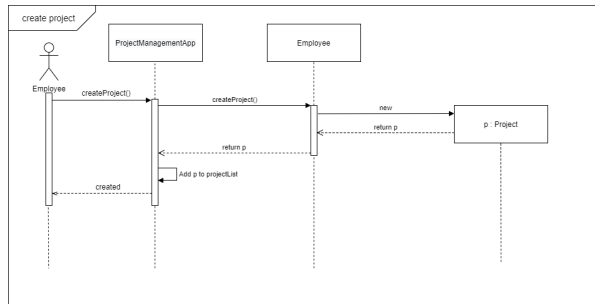 create project
ProjectManagementApp
Employee
Employee
createProject()
createProject()
new
p : Project
return p
return p
Add p to projectList
created